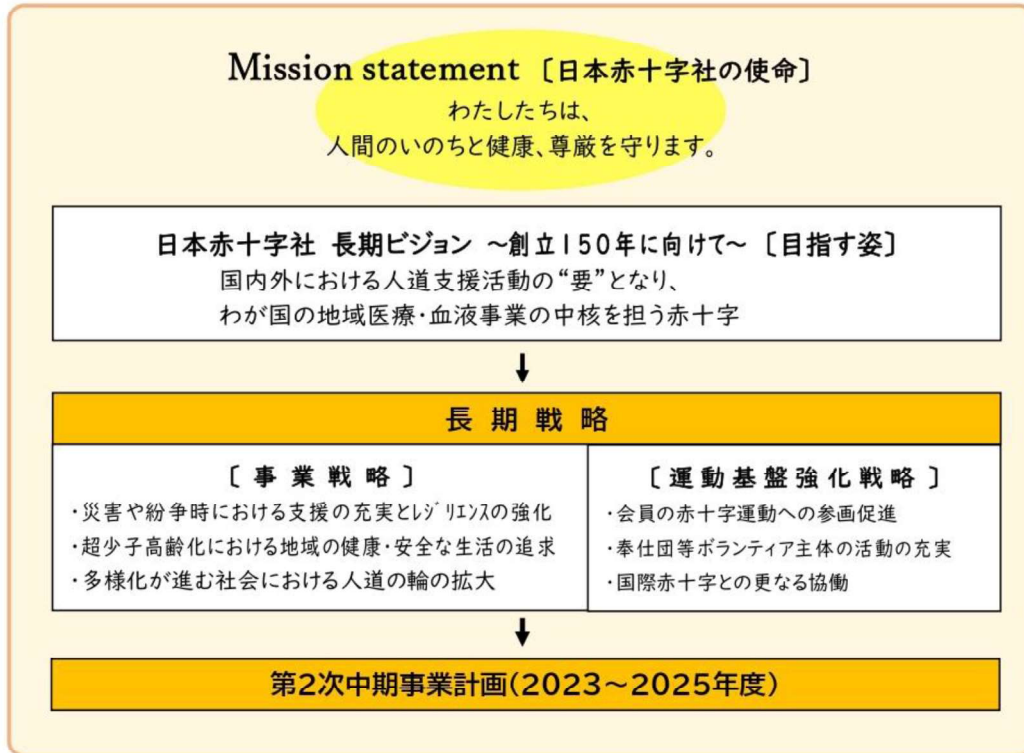 Mission statement 〔日本赤十字社の使命〕
わたしたちは、
人間のいのちと健康、尊厳を守ります。
日本赤十字社 長期ビジョン ～創立150年に向けて～〔目指す姿〕
国内外における人道支援活動の“要”となり、
わが国の地域医療・血液事業の中核を担う赤十字
長期戦略
〔事業戦略〕
・災害や紛争時における支援の充実とﾚｼﾞﾘｴﾝｽの強化
・超少子高齢化における地域の健康・安全な生活の追求
・多様化が進む社会における人道の輪の拡大
〔運動基盤強化戦略〕
・会員の赤十字運動への参画促進
・奉仕団等ボランティア主体の活動の充実
・国際赤十字との更なる協働
第2次中期事業計画(2023～2025年度)